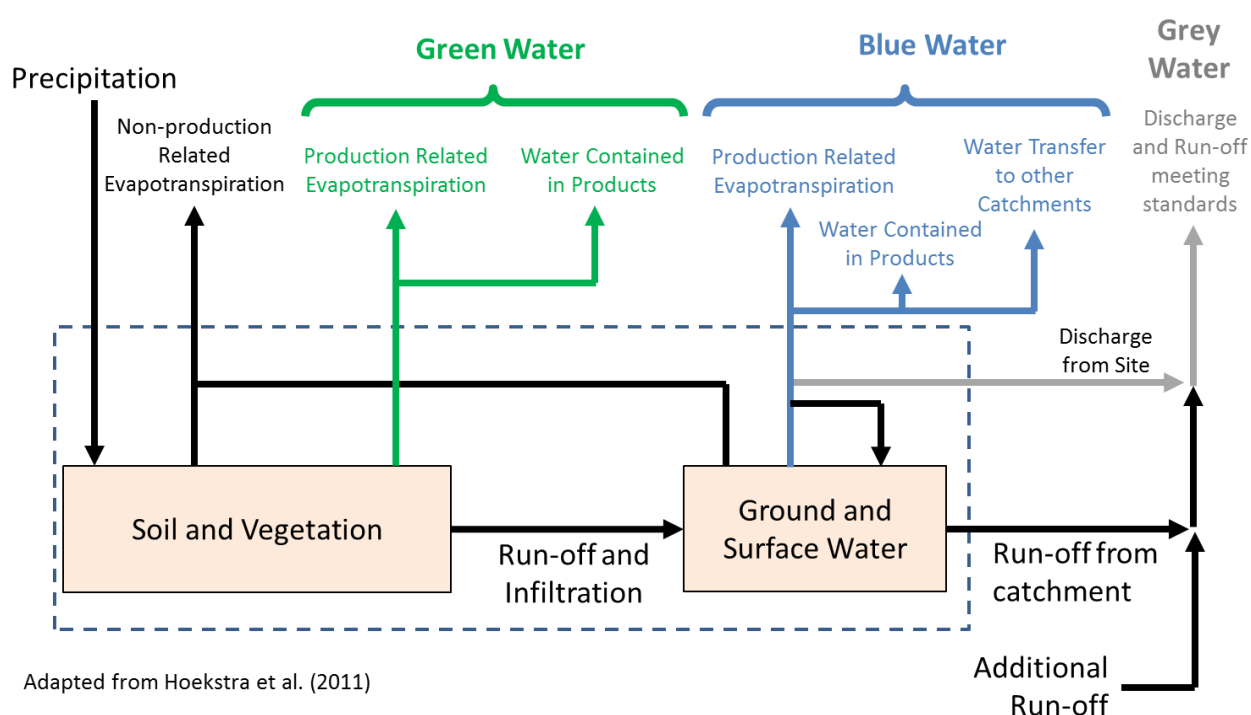 Green Water
Blue Water
Grey
Water
Precipitation
Non-production
Related
Evapotranspiration
Production Related
Evapotranspiration
Water Contained
in Products
Production Related
Evapotranspiration
Water Contained
in Products
Water Transfer
to other
Catchments
Discharge
and Run-off
meeting
standards
Discharge
from Site
Soil and Vegetation
Run-off and
Infiltration
Ground and
Surface Water
Run-off from
catchment
Additional
Run-off
Adapted from Hoekstra et al. (2011)